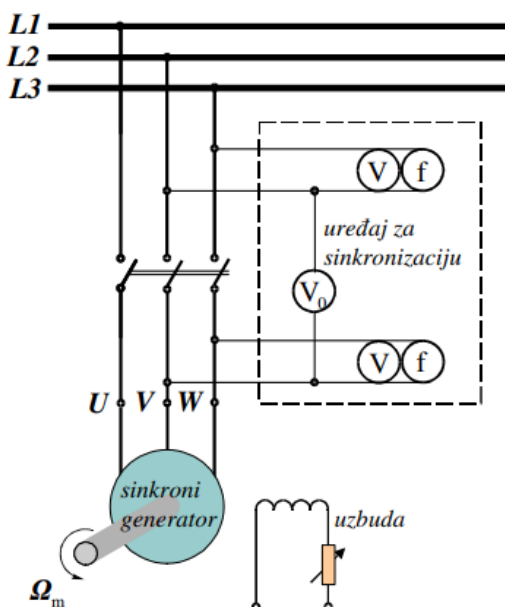 L1
L2
L3
V f
uređaj za
sinkronizaciju
V0
V f
U V W
sinkroni
generator
uzbuda
Ωm